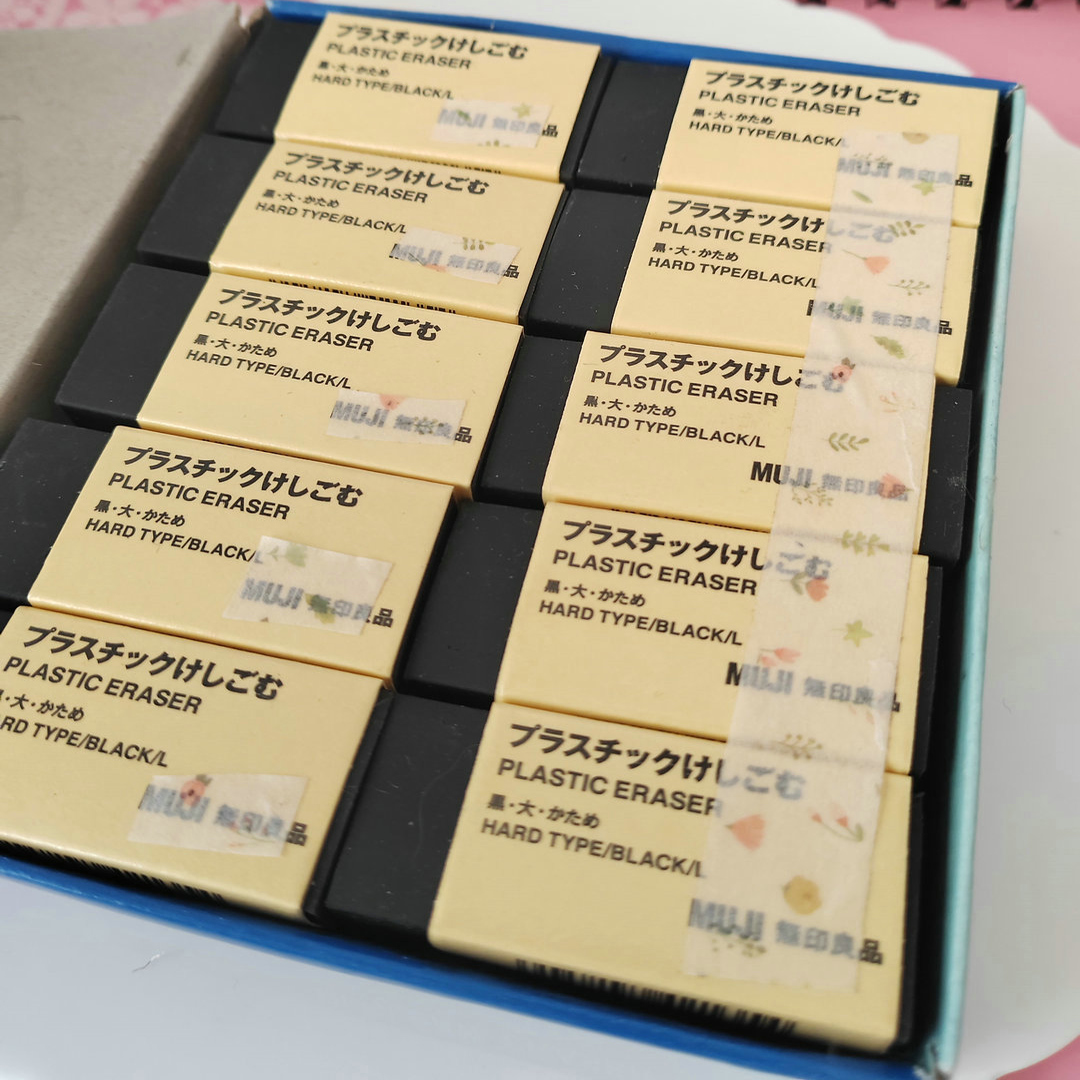 プラスチックけしごむ
PLASTIC ERASER
黒・大・かため
HARD TYPE/BLACK/L
MUJI 無印良品
プラスチックけしごむ
PLASTIC ERASER
黒・大・かため
HARD TYPE/BLACK/L
MUJI 無印良品
プラスチックけしごむ
PLASTIC ERASER
黒・大・かため
HARD TYPE/BLACK/L
MUJI 無印良品
プラスチックけしごむ
PLASTIC ERASER
黒・大・かため
HARD TYPE/BLACK/L
MUJI 無印良品
プラスチックけしごむ
PLASTIC ERASER
黒・大・かため
HARD TYPE/BLACK/L
MUJI 無印良品
プラスチックけしごむ
PLASTIC ERASER
黒・大・かため
HARD TYPE/BLACK/L
MUJI 無印良品
プラスチックけしごむ
PLASTIC ERASER
黒・大・かため
HARD TYPE/BLACK/L
MUJI 無印良品
プラスチックけしごむ
PLASTIC ERASER
黒・大・かため
HARD TYPE/BLACK/L
MUJI 無印良品
プラスチックけしごむ
PLASTIC ERASER
・大・かため
ARD TYPE/BLACK/L
MUJI 無印良品
プラスチックけしごむ
PLASTIC ERASER
黒・大・かため
HARD TYPE/BLACK/L
MUJI 無印良品